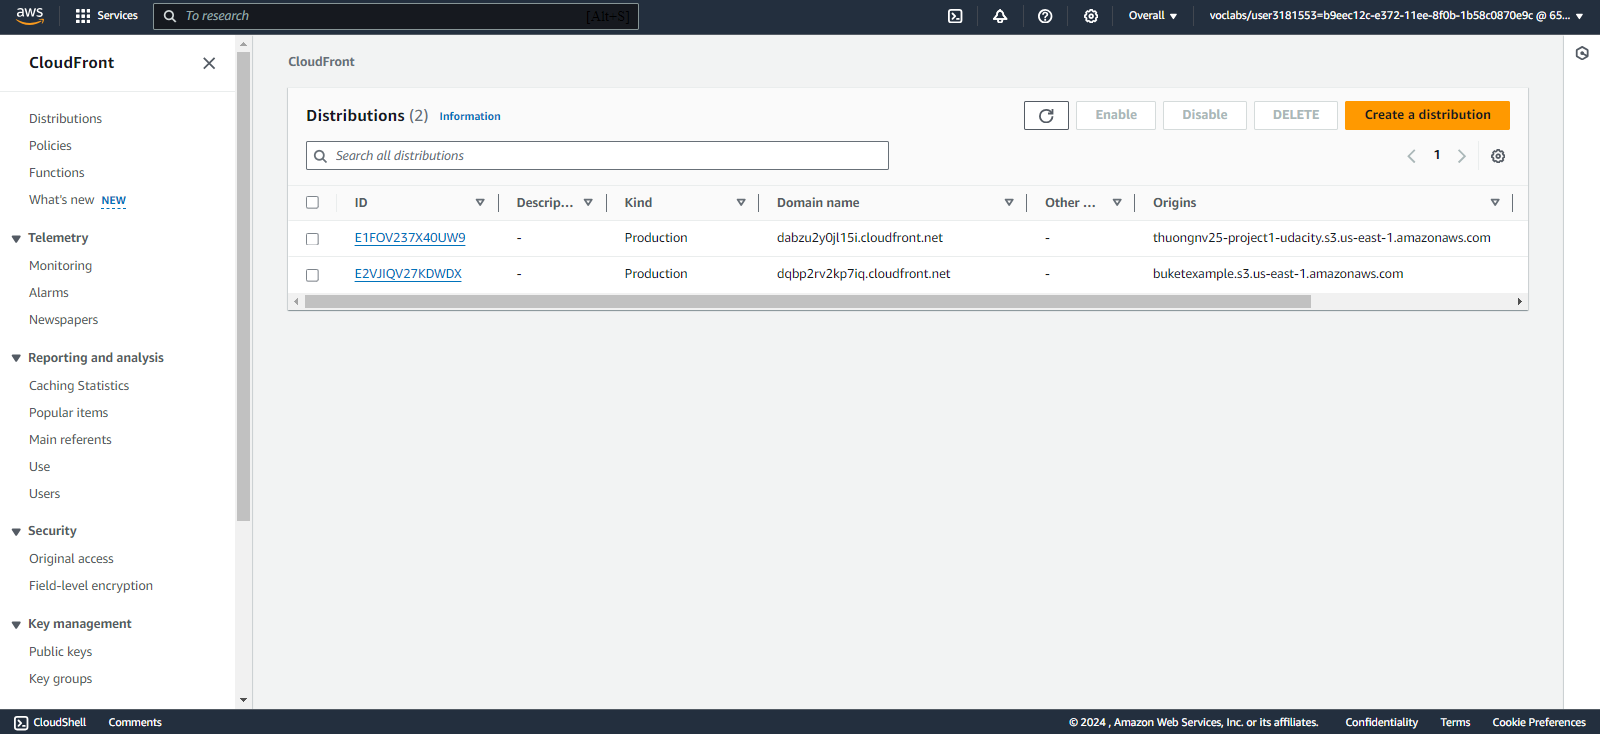 aws Services To research [Alt+S] Overall voclabs/user3181553=b9eec12c-e372-11ee-8f0b-1b58c0870e9c @ 65...
CloudFront
Distributions
Policies
Functions
What's new NEW
Telemetry
Monitoring
Alarms
Newspapers
Reporting and analysis
Caching Statistics
Popular items
Main referents
Use
Users
Security
Original access
Field-level encryption
Key management
Public keys
Key groups
CloudFront
Distributions (2) Information Enable Disable DELETE Create a distribution
Search all distributions 1
ID Descrip... Kind Domain name Other ... Origins
E1FOV237X40UW9 - Production dabzu2y0jl15i.cloudfront.net - thuongnv25-project1-udacity.s3.us-east-1.amazonaws.com
E2VJIQV27KDWDX - Production dqbp2rv2kp7iq.cloudfront.net - buketexample.s3.us-east-1.amazonaws.com
CloudShell Comments © 2024 , Amazon Web Services, Inc. or its affiliates. Confidentiality Terms Cookie Preferences